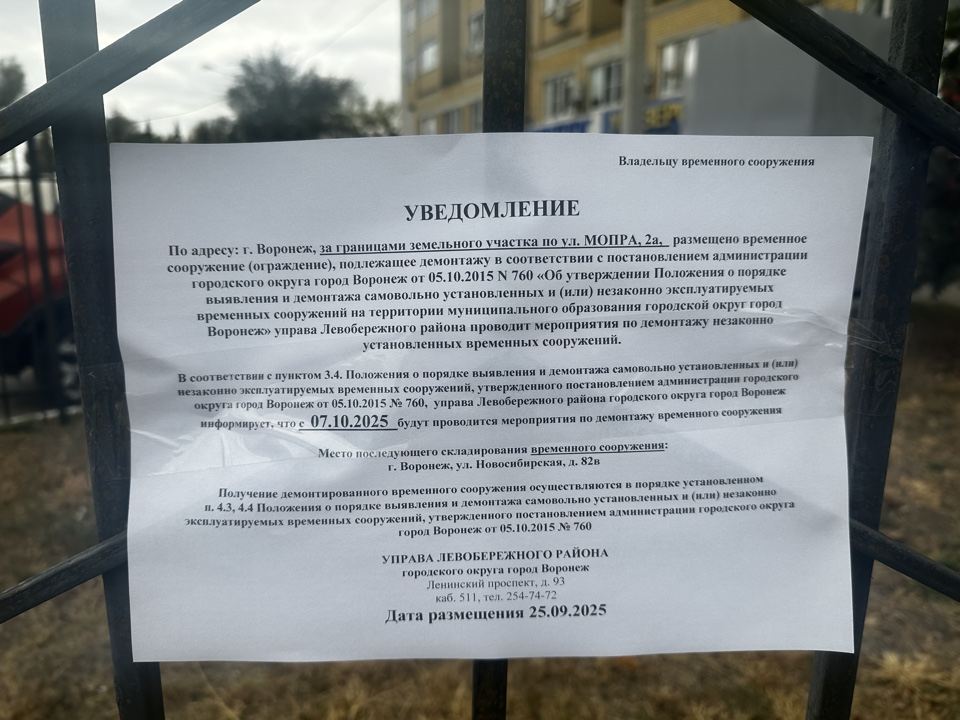 Владельцу временного сооружения
УВЕДОМЛЕНИЕ
По адресу: г. Воронеж, за границами земельного участка по ул. МОПРА, 2а, размещено временное
сооружение (ограждение), подлежащее демонтажу в соответствии с постановлением администрации
городского округа город Воронеж от 05.10.2015 N 760 «Об утверждении Положения о порядке
выявления и демонтажа самовольно установленных и (или) незаконно эксплуатируемых
временных сооружений на территории муниципального образования городской округ город
Воронеж» управа Левобережного района проводит мероприятия по демонтажу незаконно
установленных временных сооружений.
В соответствии с пунктом 3.4. Положения о порядке выявления и демонтажа самовольно установленных и (или)
незаконно эксплуатируемых временных сооружений, утвержденного постановлением администрации городского
округа город Воронеж от 05.10.2015 № 760, управа Левобережного района городского округа город Воронеж
информирует, что с 07.10.2025 будут проводится мероприятия по демонтажу временного сооружения
Место последующего складирования временного сооружения:
г. Воронеж, ул. Новосибирская, д. 82в
Получение демонтированного временного сооружения осуществляются в порядке установленном
п. 4.3, 4.4 Положения о порядке выявления и демонтажа самовольно установленных и (или) незаконно
эксплуатируемых временных сооружений, утвержденного постановлением администрации городского округа
город Воронеж от 05.10.2015 № 760
УПРАВА ЛЕВОБЕРЕЖНОГО РАЙОНА
городского округа город Воронеж
Ленинский проспект, д. 93
каб. 511, тел. 254-74-72
Дата размещения 25.09.2025